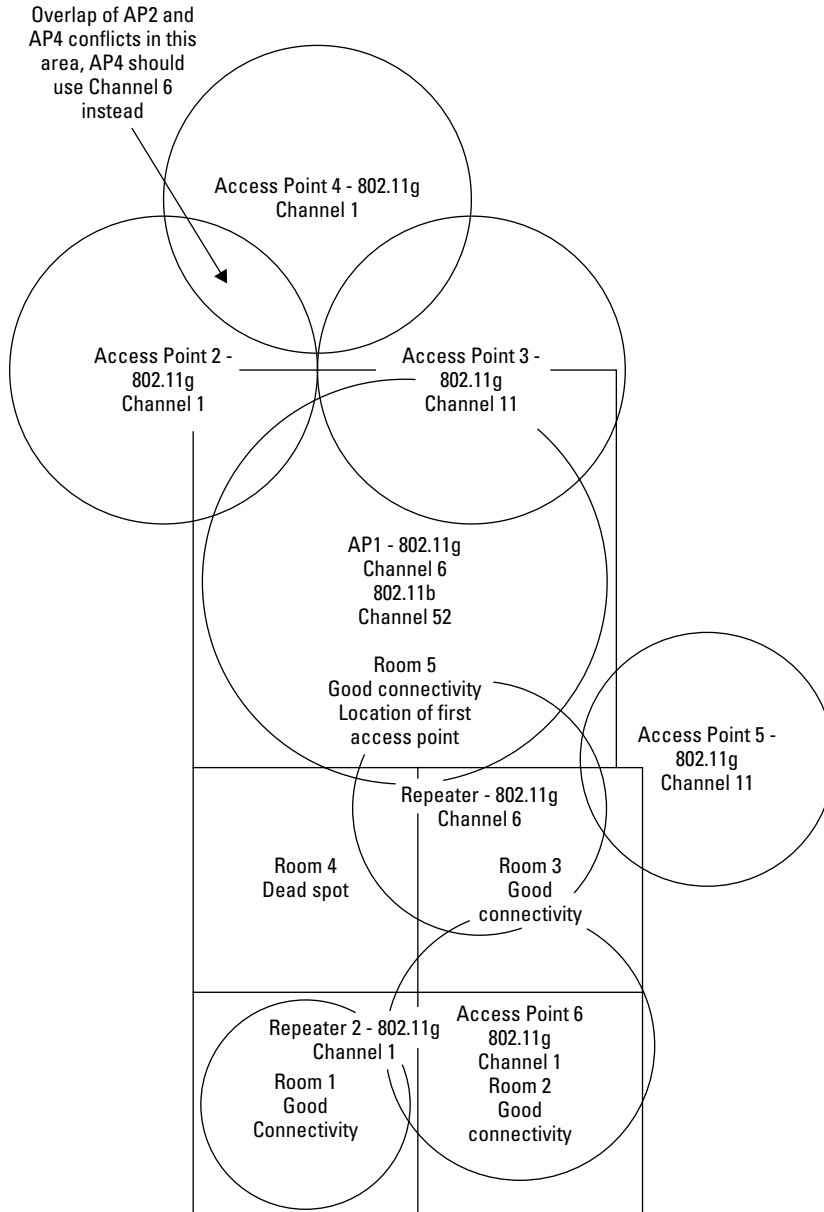 Overlap of AP2 and
AP4 conflicts in this
area, AP4 should
use Channel 6
instead
Access Point 4 - 802.11g
Channel 1
Access Point 2 -
802.11g
Channel 1
Access Point 3 -
802.11g
Channel 11
AP1 - 802.11g
Channel 6
802.11b
Channel 52
Room 5
Good connectivity
Location of first
access point
Access Point 5 -
802.11g
Channel 11
Repeater - 802.11g
Channel 6
Room 4
Dead spot
Room 3
Good
connectivity
Repeater 2 - 802.11g
Channel 1
Room 1
Good
Connectivity
Access Point 6
802.11g
Channel 1
Room 2
Good
connectivity